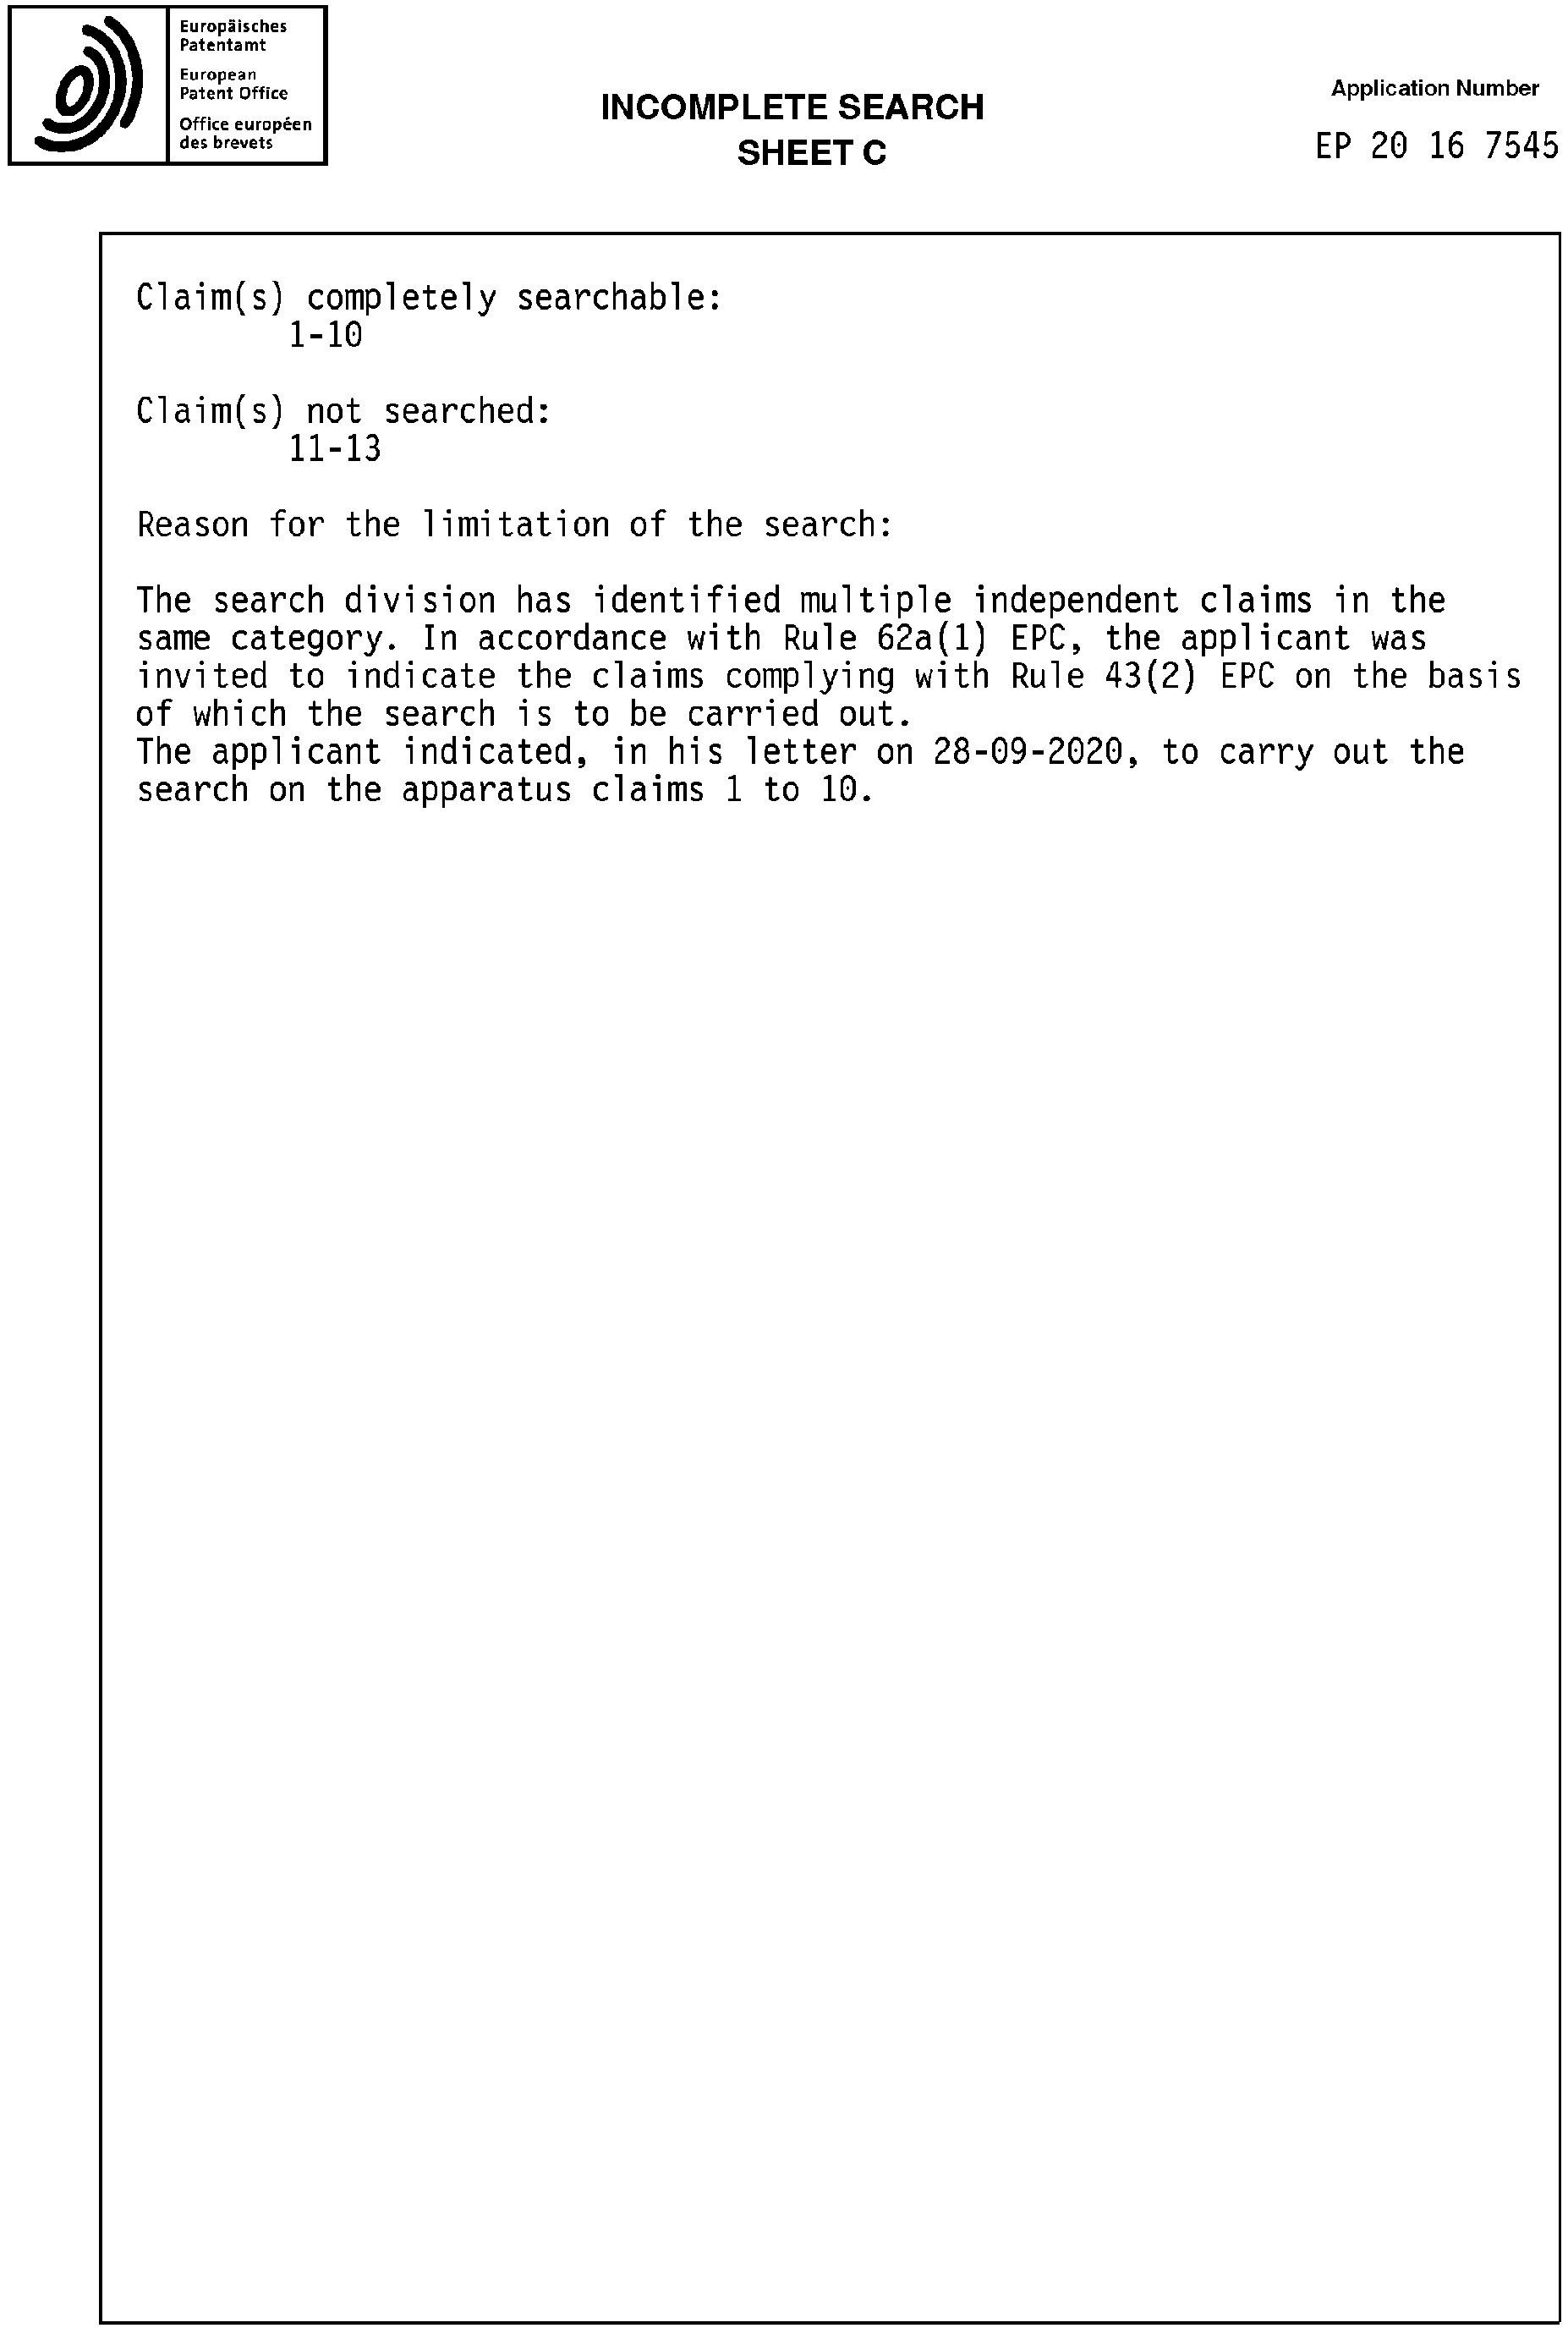 Europäisches
Patentamt
European
Patent Office
Office européen
des brevets
INCOMPLETE SEARCH
SHEET C
Application Number
EP 20 16 7545
Claim(s) completely searchable:
1-10
Claim(s) not searched:
11-13
Reason for the limitation of the search:
The search division has identified multiple independent claims in the
same category. In accordance with Rule 62a(1) EPC, the applicant was
invited to indicate the claims complying with Rule 43(2) EPC on the basis
of which the search is to be carried out.
The applicant indicated, in his letter on 28-09-2020, to carry out the
search on the apparatus claims 1 to 10.